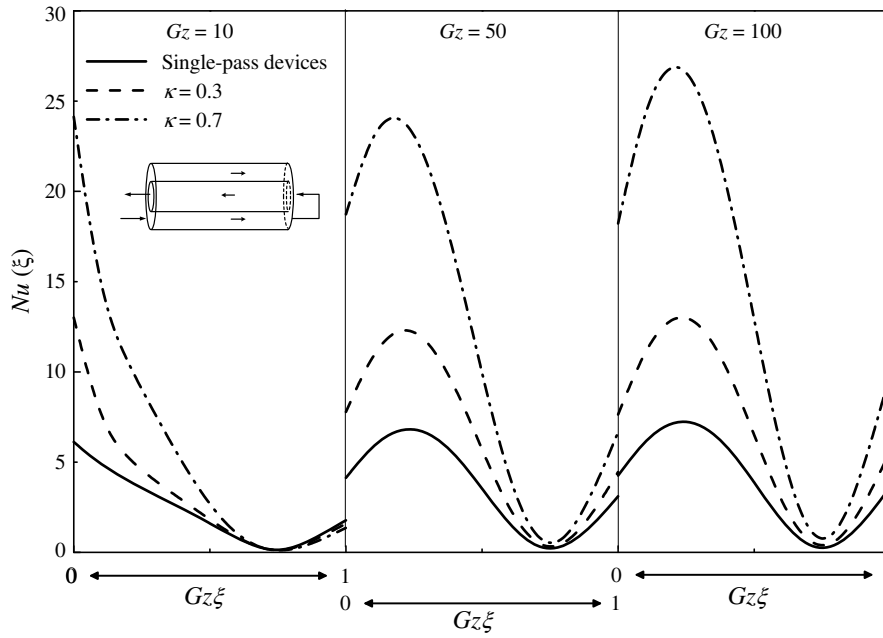 30
25
20
15
10
5
0
Nu (ξ)
Gz = 10
Gz = 50
Gz = 100
Single-pass devices
κ = 0.3
κ = 0.7
0
1
0
Gzξ
0
1
Gzξ
Gzξ